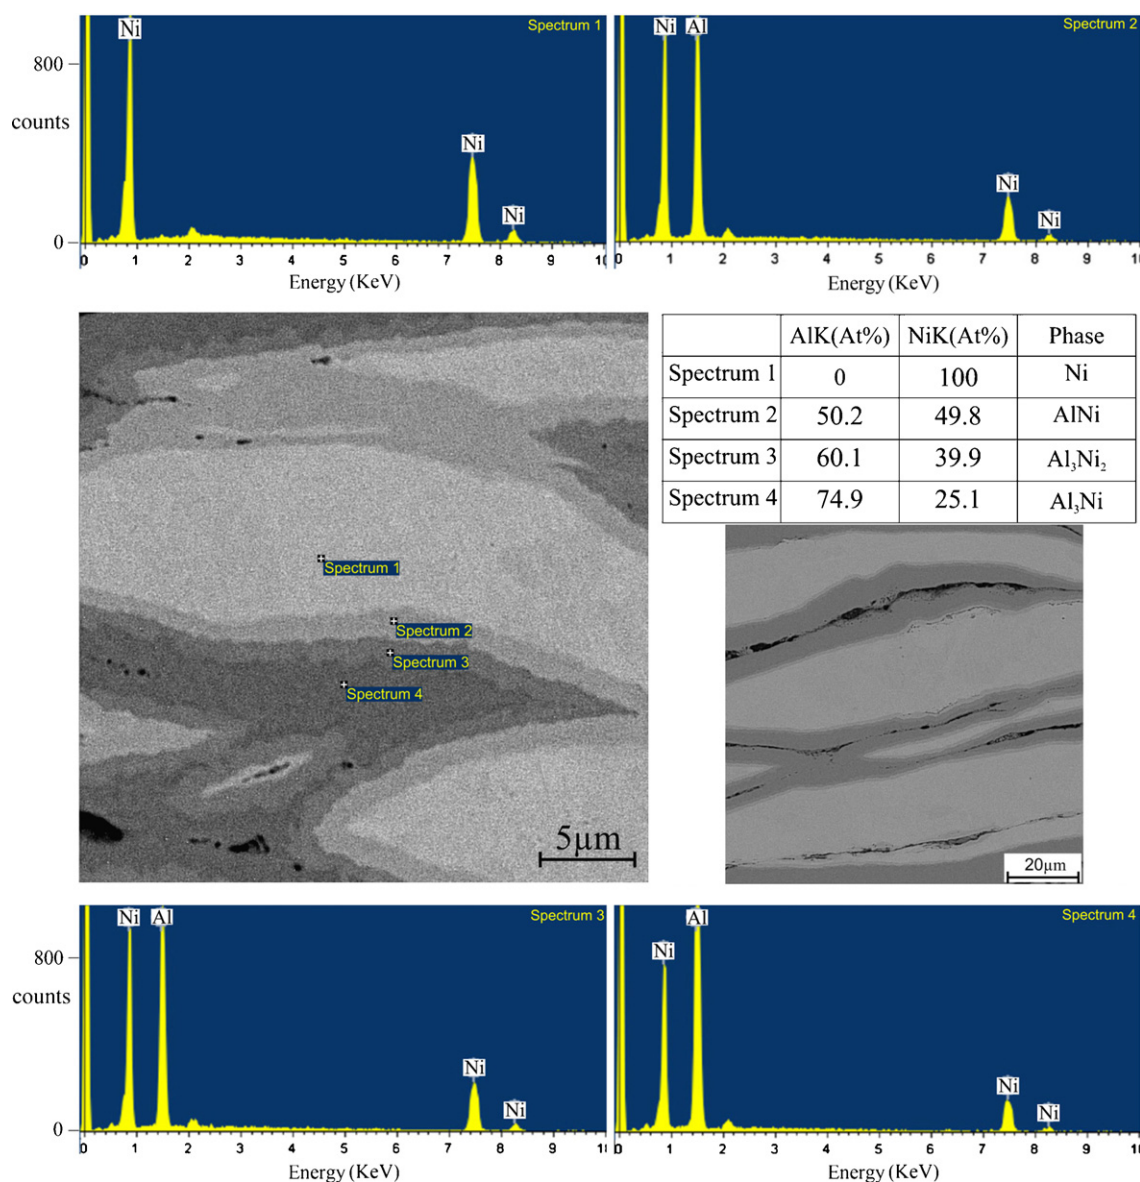 Ni
Spectrum 1
800
counts
Ni
Ni
0
0 1 2 3 4 5 6 7 8 9 10
Energy (KeV)
Ni Al
Spectrum 2
Ni
Ni
0 1 2 3 4 5 6 7 8 9 10
Energy (KeV)
AlK(At%) NiK(At%) Phase
Spectrum 1 0 100 Ni
Spectrum 2 50.2 49.8 AlNi
Spectrum 3 60.1 39.9 Al₃Ni₂
Spectrum 4 74.9 25.1 Al₃Ni
Spectrum 1
Spectrum 2
Spectrum 3
Spectrum 4
5μm
20μm
Ni Al
Spectrum 3
800
counts
Ni
Ni
0
0 1 2 3 4 5 6 7 8 9 10
Energy (KeV)
Al
Spectrum 4
Ni
Ni
Ni
0 1 2 3 4 5 6 7 8 9 10
Energy (KeV)